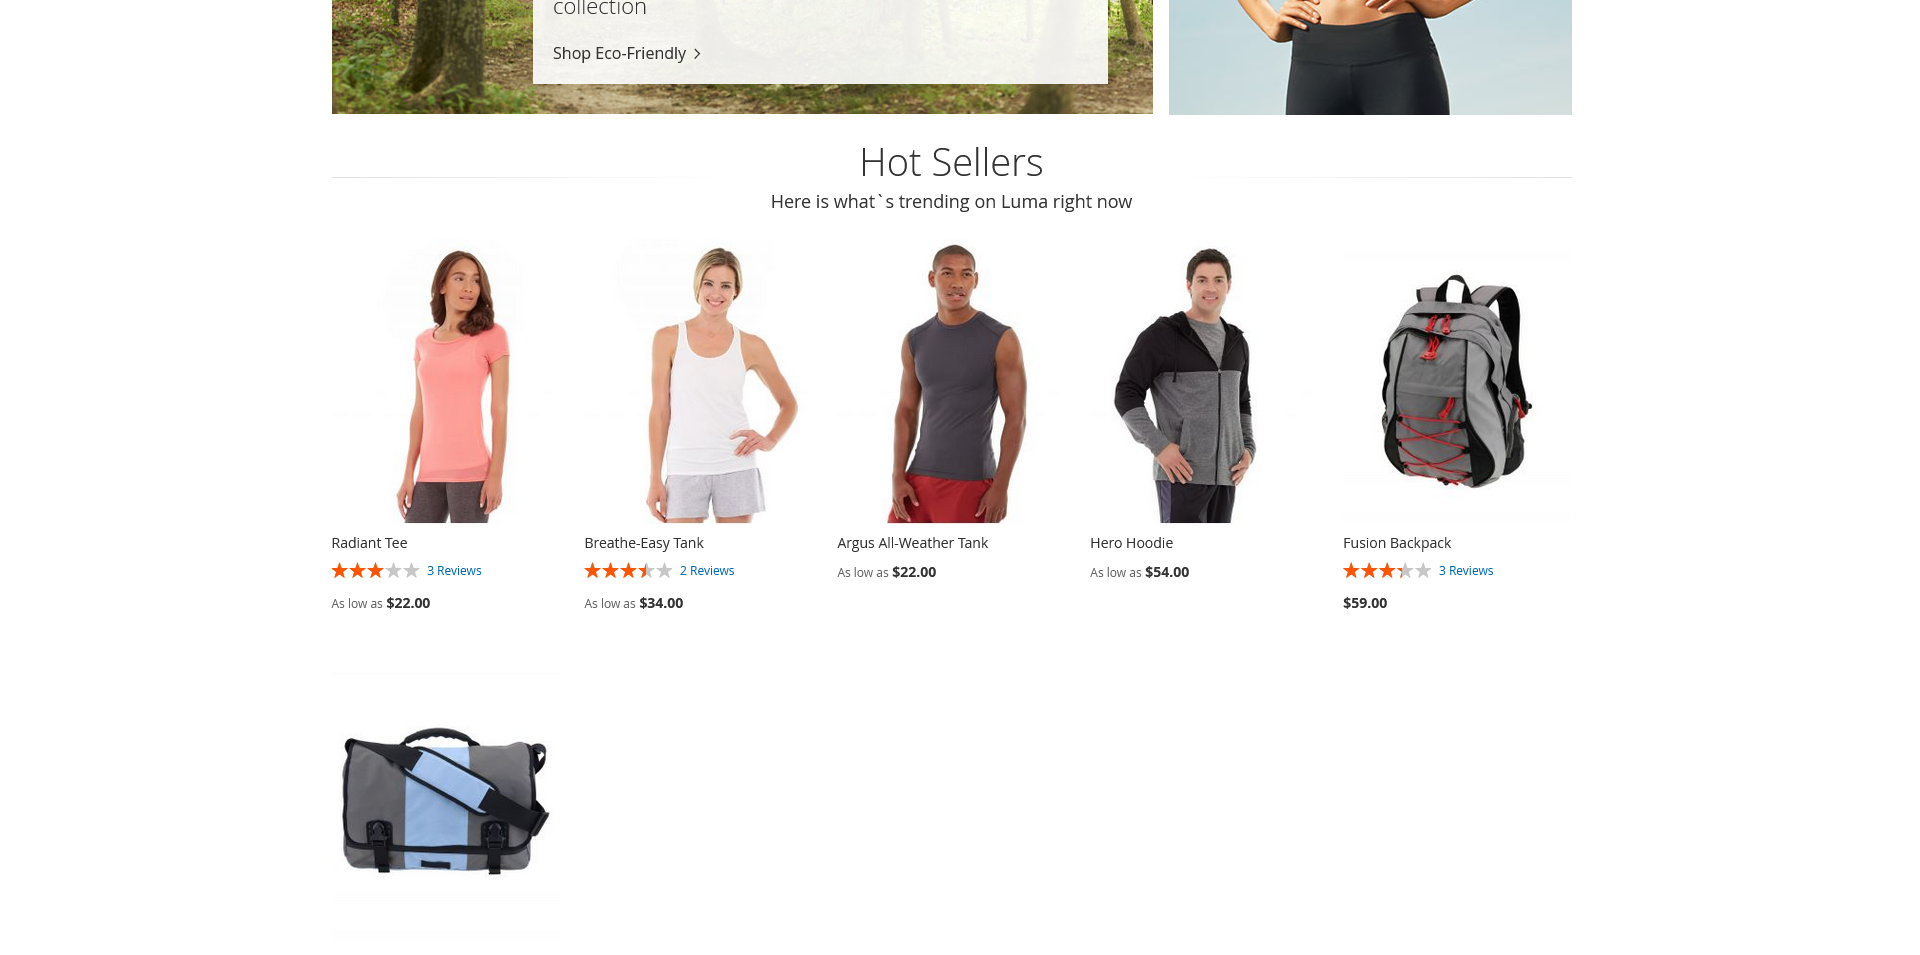 collection
Shop Eco-Friendly
Hot Sellers
Here is what`s trending on Luma right now
Radiant Tee
3 Reviews
As low as $22.00
Breathe-Easy Tank
2 Reviews
As low as $34.00
Argus All-Weather Tank
As low as $22.00
Hero Hoodie
As low as $54.00
Fusion Backpack
3 Reviews
$59.00